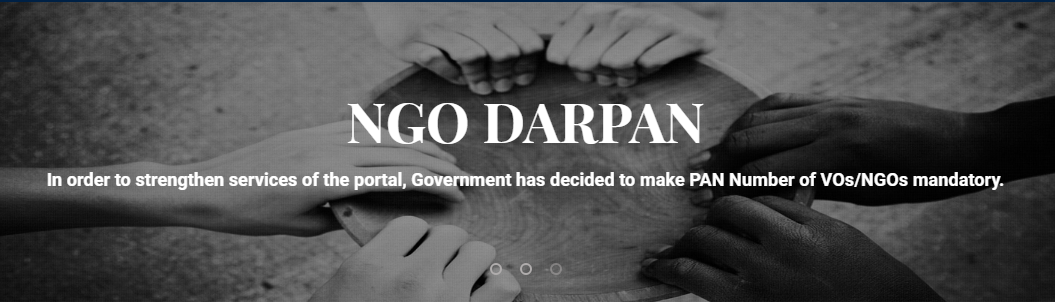 NGO DARPAN
In order to strengthen services of the portal, Government has decided to make PAN Number of VOs/NGOs mandatory.